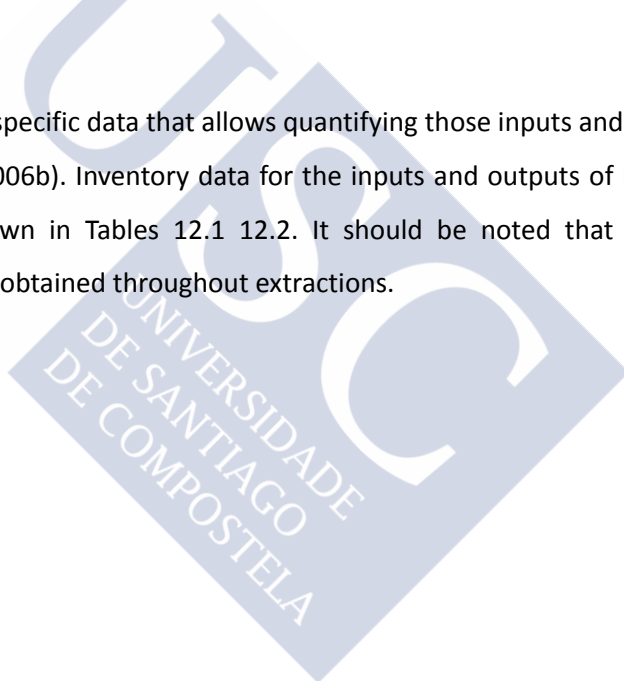 specific data that allows quantifying those inputs and
006b). Inventory data for the inputs and outputs of
wn in Tables 12.1 12.2. It should be noted that
obtained throughout extractions.
USC
UNIVERSIDADE
DE SANTIAGO
DE COMPOSTELA